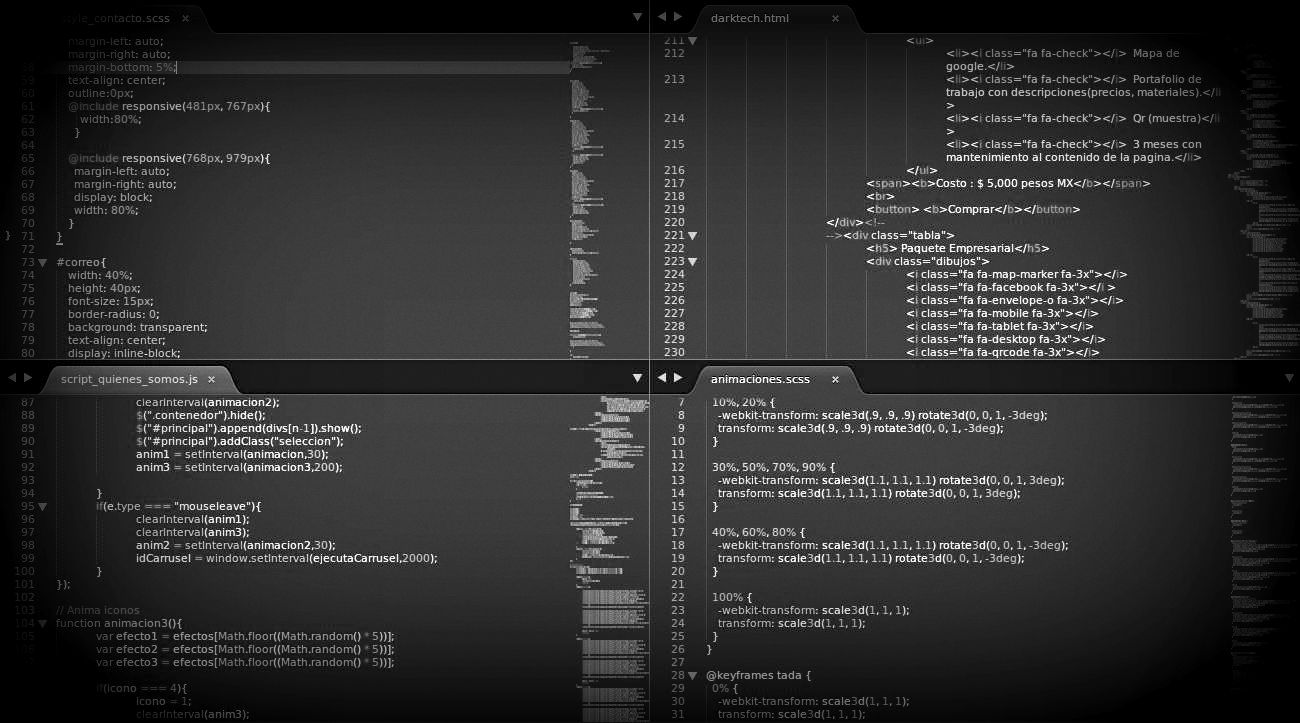 style_contacto.scss ×
margin-left: auto;
margin-right: auto;
58 margin-bottom: 5%;
59 text-align: center;
60 outline:0px;
61 @include responsive(481px, 767px){
62 width:80%;
63 }
64
65 @include responsive(768px, 979px){
66 margin-left: auto;
67 margin-right: auto;
68 display: block;
69 width: 80%;
70 }
} 71 }
72
73 #correo{
74 width: 40%;
75 height: 40px;
76 font-size: 15px;
77 border-radius: 0;
78 background: transparent;
79 text-align: center;
80 display: inline-block;
darktech.html ×
211 <ul>
212 <li><i class="fa fa-check"></i> Mapa de
google.</li>
213 <li><i class="fa fa-check"></i> Portafolio de
trabajo con descripciones(precios, materiales).</li
>
214 <li><i class="fa fa-check"></i> Qr (muestra)</li
>
215 <li><i class="fa fa-check"></i> 3 meses con
mantenimiento al contenido de la pagina.</li>
216 </ul>
217 <span><b>Costo : $ 5,000 pesos MX</b></span>
218 <br>
219 <button> <b>Comprar</b></button>
220 </div><!--
221 --><div class="tabla">
222 <h5> Paquete Empresarial</h5>
223 <div class="dibujos">
224 <i class="fa fa-map-marker fa-3x"></i>
225 <i class="fa fa-facebook fa-3x"></i >
226 <i class="fa fa-envelope-o fa-3x"></i>
227 <i class="fa fa-mobile fa-3x"></i>
228 <i class="fa fa-tablet fa-3x"></i>
229 <i class="fa fa-desktop fa-3x"></i>
230 <i class="fa fa-qrcode fa-3x"></i>
script_quienes_somos.js ×
87 clearInterval(animacion2);
88 $(".contenedor").hide();
89 $("#principal").append(divs[n-1]).show();
90 $("#principal").addClass("seleccion");
91 anim1 = setInterval(animacion,30);
92 anim3 = setInterval(animacion3,200);
93
94 }
95 if(e.type === "mouseleave"){
96 clearInterval(anim1);
97 clearInterval(anim3);
98 anim2 = setInterval(animacion2,30);
99 idCarrusel = window.setInterval(ejecutaCarrusel,2000);
100 }
101 });
102
103 // Anima iconos
104 function animacion3(){
105 var efecto1 = efectos[Math.floor((Math.random() * 5))];
106 var efecto2 = efectos[Math.floor((Math.random() * 5))];
var efecto3 = efectos[Math.floor((Math.random() * 5))];
if(icono === 4){
icono = 1;
clearInterval(anim3);
animaciones.scss ×
7 10%, 20% {
8 -webkit-transform: scale3d(.9, .9, .9) rotate3d(0, 0, 1, -3deg);
9 transform: scale3d(.9, .9, .9) rotate3d(0, 0, 1, -3deg);
10 }
11
12 30%, 50%, 70%, 90% {
13 -webkit-transform: scale3d(1.1, 1.1, 1.1) rotate3d(0, 0, 1, 3deg);
14 transform: scale3d(1.1, 1.1, 1.1) rotate3d(0, 0, 1, 3deg);
15 }
16
17 40%, 60%, 80% {
18 -webkit-transform: scale3d(1.1, 1.1, 1.1) rotate3d(0, 0, 1, -3deg);
19 transform: scale3d(1.1, 1.1, 1.1) rotate3d(0, 0, 1, -3deg);
20 }
21
22 100% {
23 -webkit-transform: scale3d(1, 1, 1);
24 transform: scale3d(1, 1, 1);
25 }
26 }
27
28 @keyframes tada {
29 0% {
30 -webkit-transform: scale3d(1, 1, 1);
31 transform: scale3d(1, 1, 1);